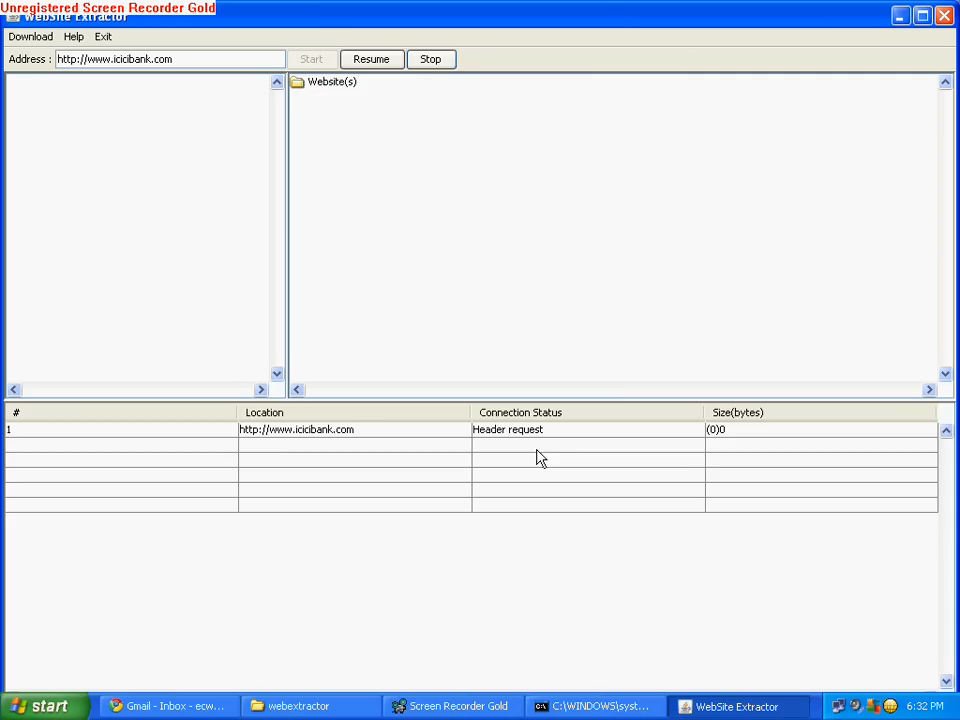 Unregistered Screen Recorder Gold
WebSite Extractor
Download Help Exit
Address : http://www.icicibank.com Start Resume Stop
Website(s)
# Location Connection Status Size(bytes)
1 http://www.icicibank.com Header request (0)0
start Gmail - Inbox - ecw... webextractor Screen Recorder Gold C:\WINDOWS\syst... WebSite Extractor 6:32 PM